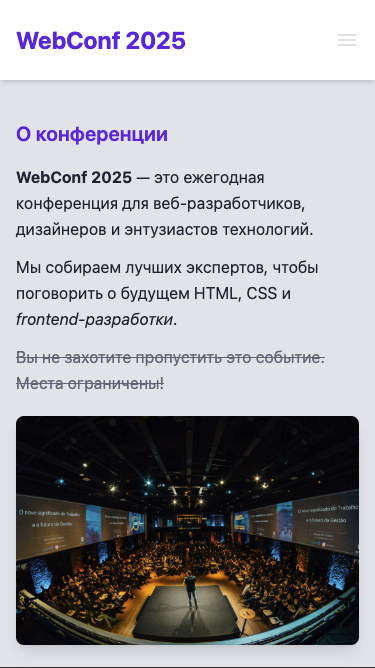 WebConf 2025
О конференции
WebConf 2025 — это ежегодная
конференция для веб-разработчиков,
дизайнеров и энтузиастов технологий.
Мы собираем лучших экспертов, чтобы
поговорить о будущем HTML, CSS и
frontend-разработки.
Вы не захотите пропустить это событие.
Места ограничены!
O novo significado do Trabalho
e o futuro da Gestão
O novo significado do Trabalho
e o futuro da Gestão